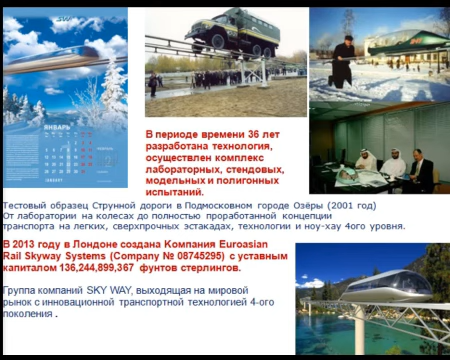 SW
ЯНВАРЬ
JANUARY
В периоде времени 36 лет
разработана технология,
осуществлен комплекс
лабораторных, стендовых,
модельных и полигонных
испытаний.
Тестовый образец Струнной дороги в Подмосковном городе Озёры (2001 год)
От лаборатории на колесах до полностью проработанной концепции
транспорта на легких, сверхпрочных эстакадах, технологии и ноу-хау 4ого уровня.
В 2013 году в Лондоне создана Компания Euroasian
Rail Skyway Systems (Company № 08745295) с уставным
капиталом 136,244,899,367 фунтов стерлингов.
Группа компаний SKY WAY, выходящая на мировой
рынок с инновационной транспортной технологией 4-ого
поколения .